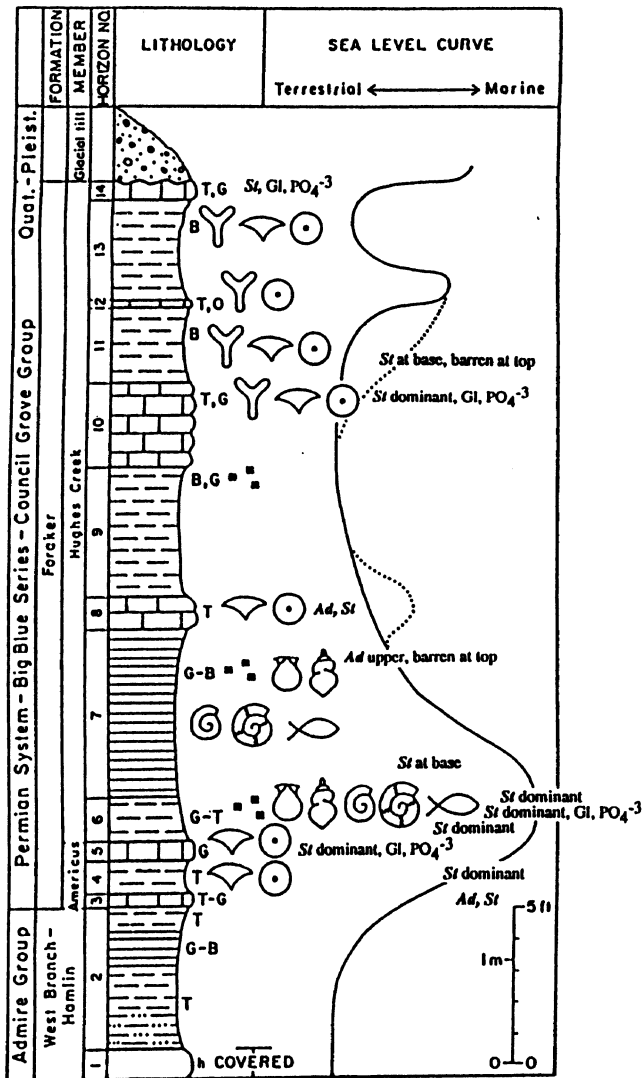 FORMATION
MEMBER
HORIZON NO.
LITHOLOGY
SEA LEVEL CURVE
Terrestrial
Marine
Quat.-Pleist.
Glacial till
Permian System - Big Blue Series - Council Grove Group
Foraker
Hughes Creek
Americus
Admire Group
West Branch-
Hamlin
14
T, G
St, Gl, PO4-3
B
13
12
T,O
11
B
St at base, barren at top
T,G
St dominant, Gl, PO4-3
10
B,G
9
8
T
Ad, St
Ad upper, barren at top
G-B
7
St at base
6
G-T
St dominant
St dominant, Gl, PO4-3
St dominant
5
G
St dominant, Gl, PO4-3
4
T
St dominant
3
T-G
Ad, St
T
5 ft
G-B
1m
2
T
1
h COVERED
0
0